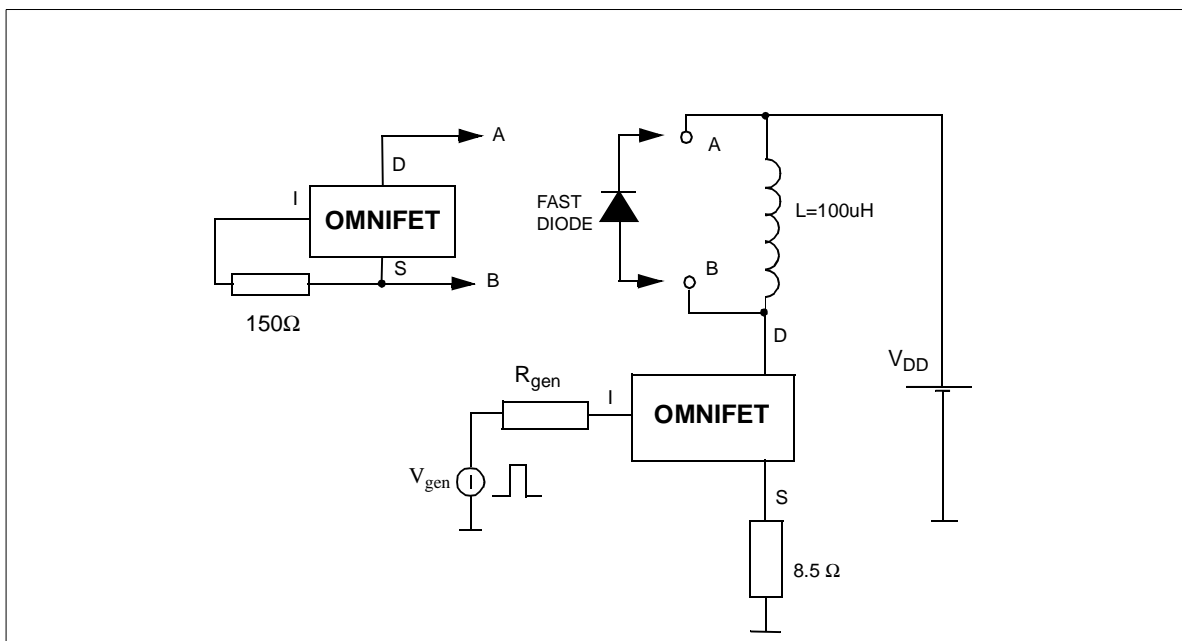 A
D
I
OMNIFET
S
B
150Ω
FAST
DIODE
A
B
L=100uH
D
V_DD
R_gen
I
OMNIFET
V_gen
S
8.5 Ω